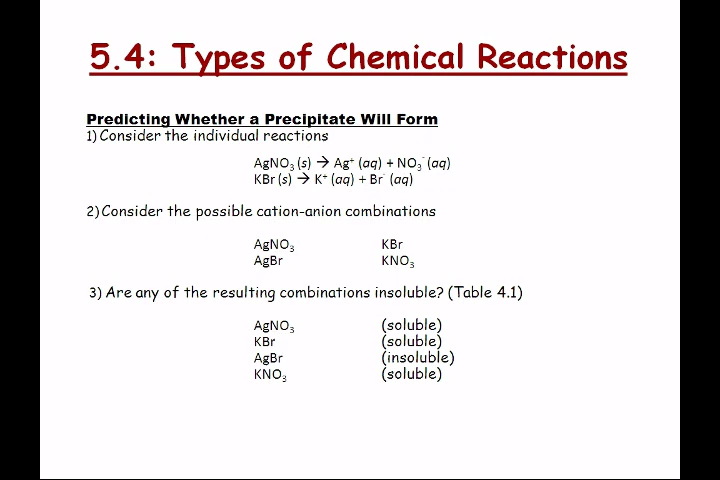 5.4: Types of Chemical Reactions
Predicting Whether a Precipitate Will Form
1) Consider the individual reactions
AgNO₃ (s) → Ag⁺ (aq) + NO₃⁻ (aq)
KBr (s) → K⁺ (aq) + Br⁻ (aq)
2) Consider the possible cation-anion combinations
AgNO₃ KBr
AgBr KNO₃
3) Are any of the resulting combinations insoluble? (Table 4.1)
AgNO₃ (soluble)
KBr (soluble)
AgBr (insoluble)
KNO₃ (soluble)